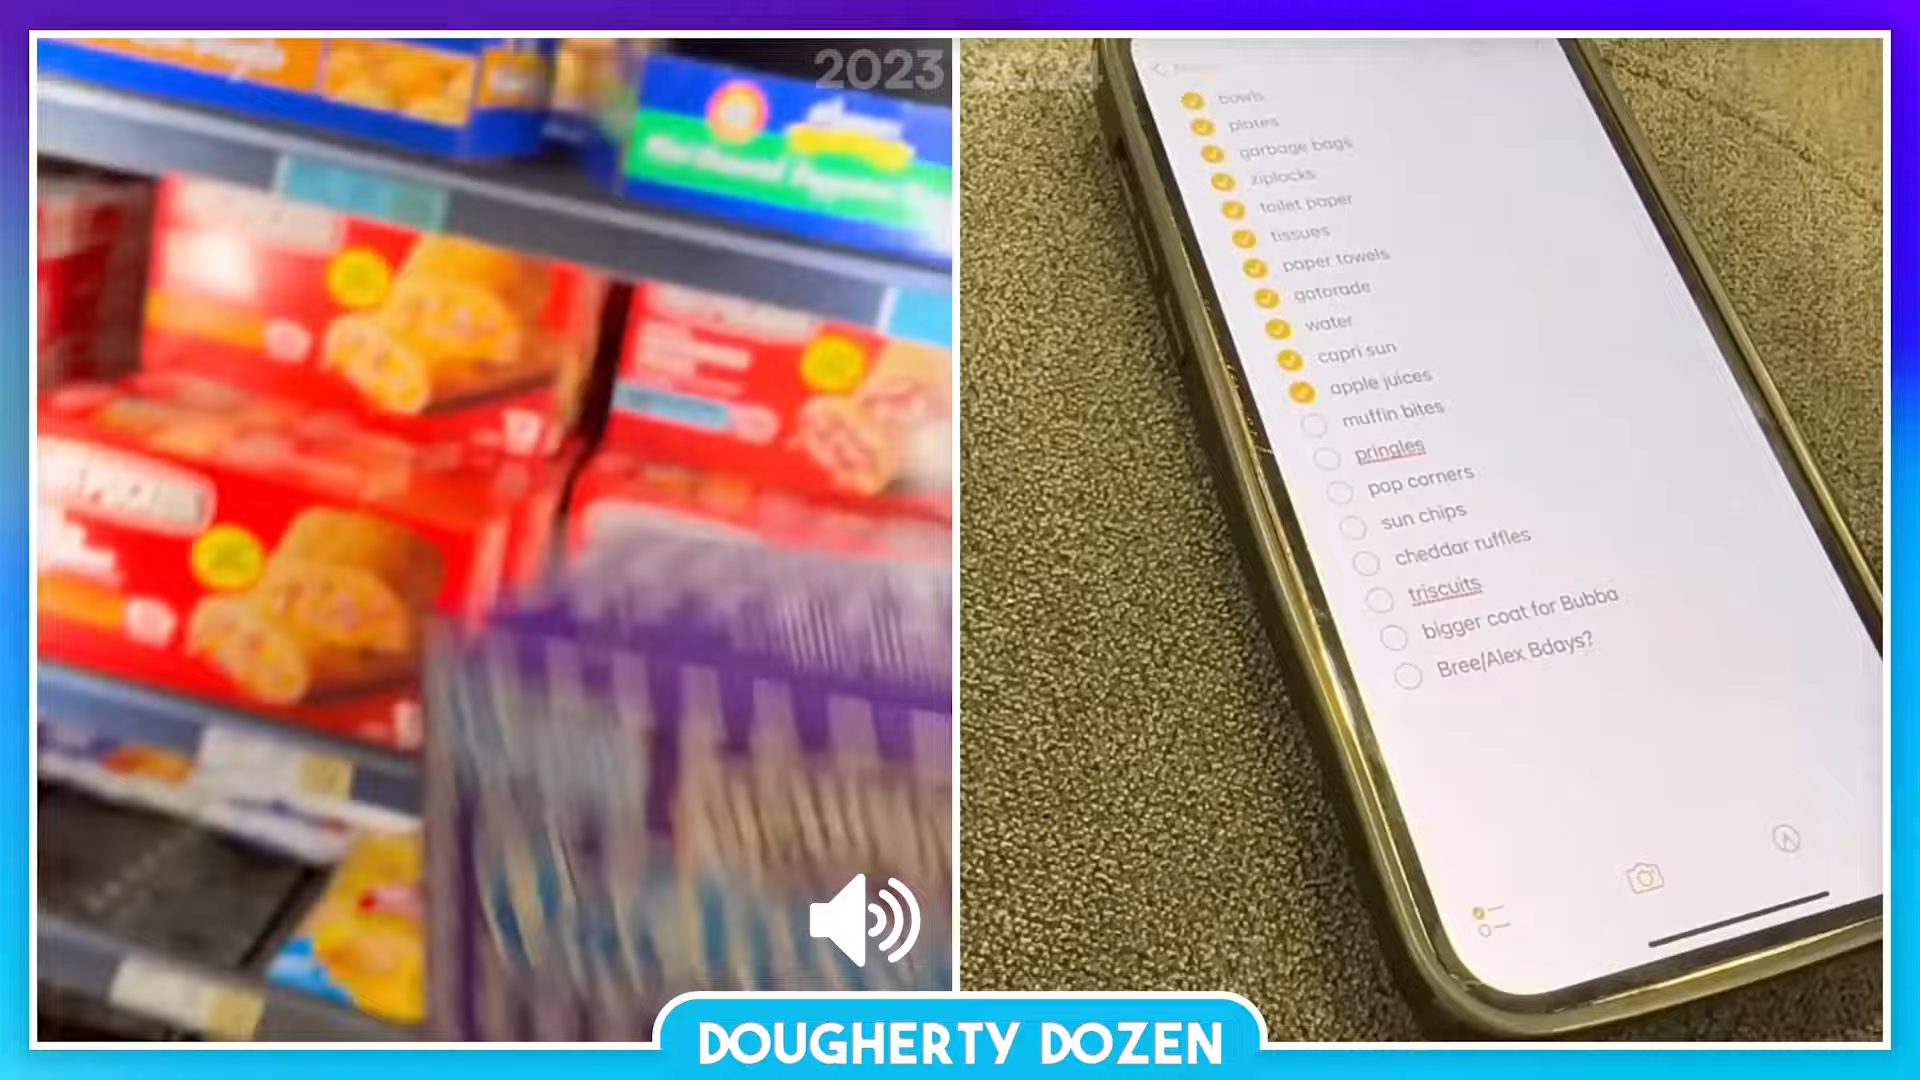 2023
2024
bowls
plates
garbage bags
ziplocks
toilet paper
tissues
paper towels
gatorade
water
capri sun
apple juices
muffin bites
pringles
pop corners
sun chips
cheddar ruffles
triscuits
bigger coat for Bubba
Bree/Alex Bdays?
DOUGHERTY DOZEN